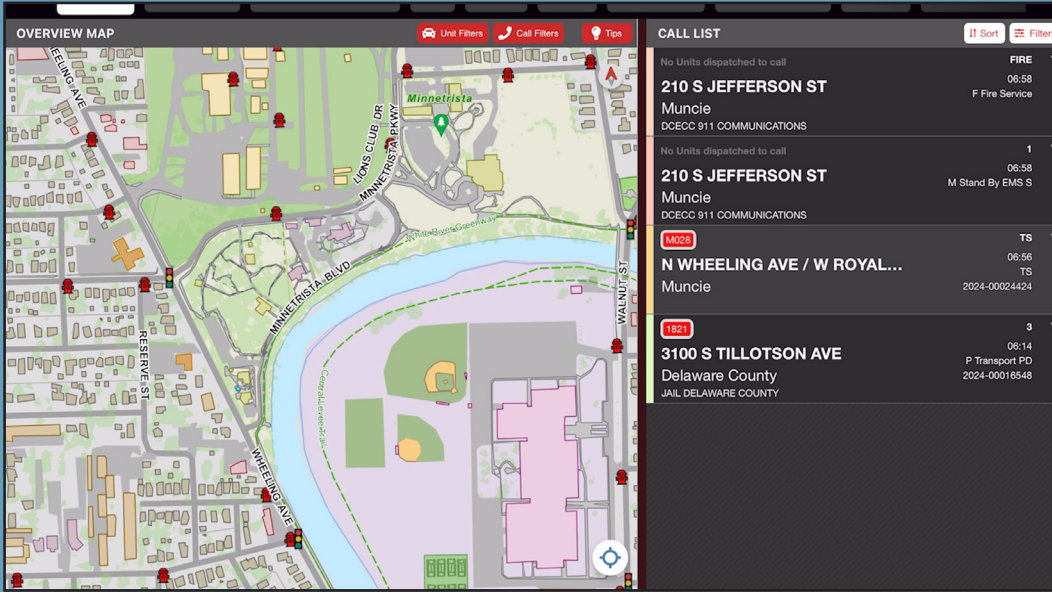 OVERVIEW MAP
Unit Filters
Call Filters
Tips
WHEELING AVE
LIONS CLUB DR
MINNETRISTA PKWY
Minnetrista
White River Greenway
MINNETRISTA BLVD
WALNUT ST
RESERVE ST
Central Levee Trail
WHEELING AVE
CALL LIST
Sort
Filter
No Units dispatched to call
FIRE
210 S JEFFERSON ST
06:58
F Fire Service
Muncie
DCECC 911 COMMUNICATIONS
No Units dispatched to call
1
210 S JEFFERSON ST
06:58
M Stand By EMS S
Muncie
DCECC 911 COMMUNICATIONS
M028
TS
N WHEELING AVE / W ROYAL...
06:56
TS
Muncie
2024-00024424
1821
3
3100 S TILLOTSON AVE
06:14
P Transport PD
Delaware County
2024-00016548
JAIL DELAWARE COUNTY